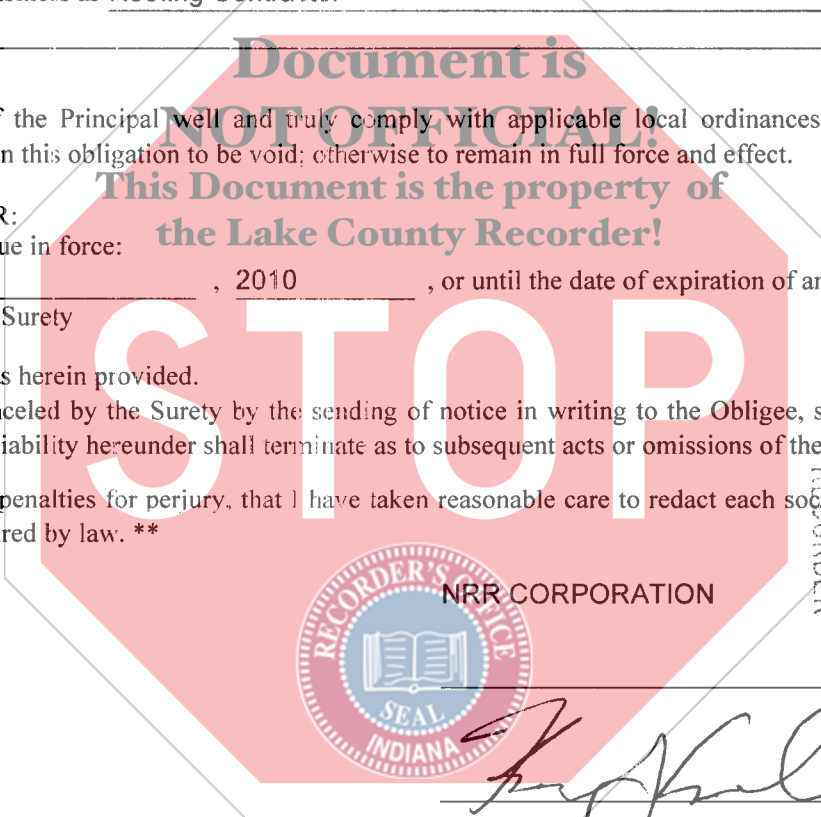 Document is
the Principal well and truly comply with applicable local ordinances
NOT OFFICIAL!
n this obligation to be void; otherwise to remain in full force and effect.
This Document is the property of
R:
the Lake County Recorder!
ue in force:
, 2010 , or until the date of expiration of an
Surety
STOP
s herein provided.
celed by the Surety by the sending of notice in writing to the Obligee, s
iability hereunder shall terminate as to subsequent acts or omissions of the
penalties for perjury, that I have taken reasonable care to redact each soc
red by law. **
RECORDER'S OFFICE
NRR CORPORATION
SEAL
INDIANA